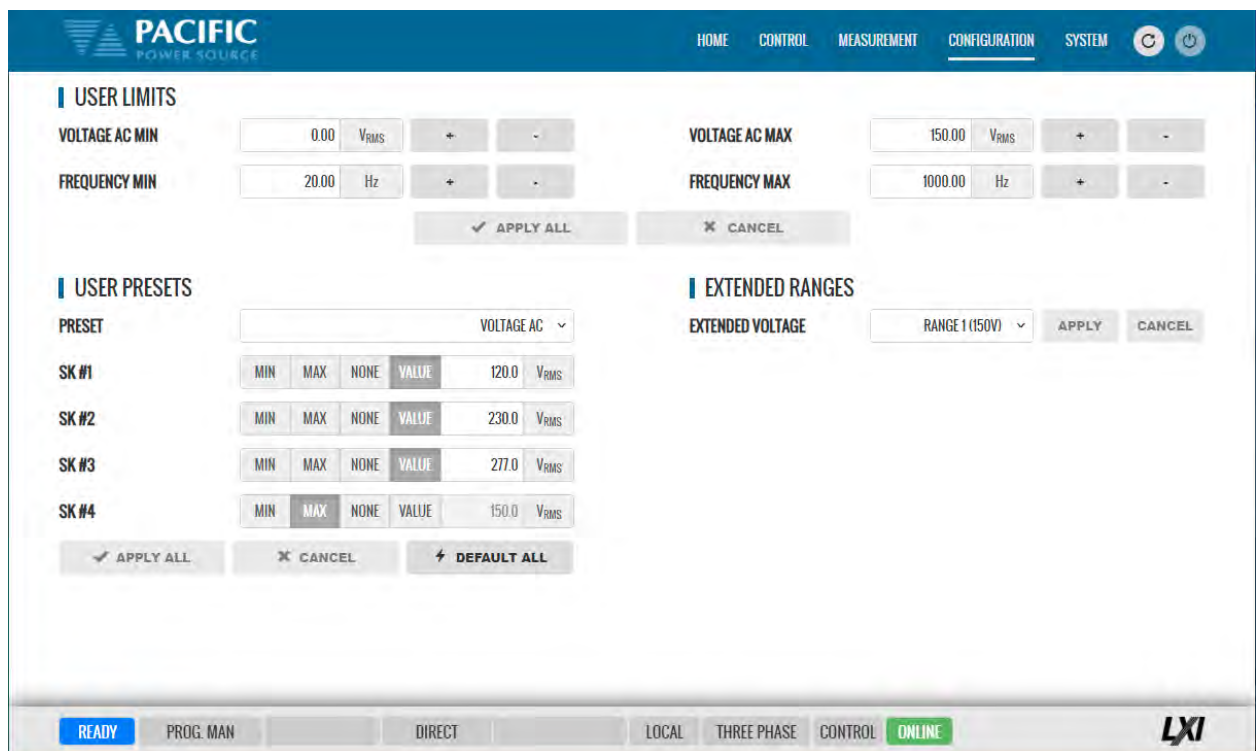 PACIFIC
POWER SOURCE
HOME CONTROL MEASUREMENT CONFIGURATION SYSTEM
USER LIMITS
VOLTAGE AC MIN 0.00 VRMS + - VOLTAGE AC MAX 150.00 VRMS + -
FREQUENCY MIN 20.00 Hz + - FREQUENCY MAX 1000.00 Hz + -
✓ APPLY ALL ✕ CANCEL
USER PRESETS EXTENDED RANGES
PRESET VOLTAGE AC EXTENDED VOLTAGE RANGE 1 (150V) APPLY CANCEL
SK #1 MIN MAX NONE VALUE 120.0 VRMS
SK #2 MIN MAX NONE VALUE 230.0 VRMS
SK #3 MIN MAX NONE VALUE 277.0 VRMS
SK #4 MIN MAX NONE VALUE 150.0 VRMS
✓ APPLY ALL ✕ CANCEL DEFAULT ALL
READY PROG. MAN DIRECT LOCAL THREE PHASE CONTROL ONLINE LXI